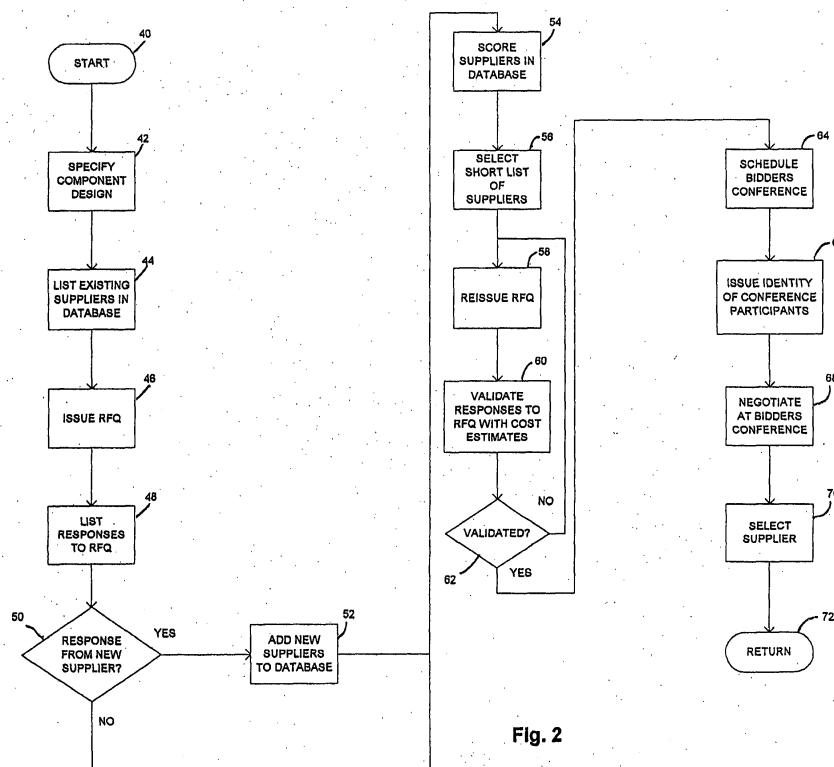 40
START
42
SPECIFY
COMPONENT
DESIGN
44
LIST EXISTING
SUPPLIERS IN
DATABASE
46
ISSUE RFQ
48
LIST
RESPONSES
TO RFQ
50
RESPONSE
FROM NEW
SUPPLIER?
YES
NO
52
ADD NEW
SUPPLIERS
TO DATABASE
54
SCORE
SUPPLIERS IN
DATABASE
56
SELECT
SHORT LIST
OF
SUPPLIERS
58
REISSUE RFQ
60
VALIDATE
RESPONSES TO
RFQ WITH COST
ESTIMATES
VALIDATED?
NO
62
YES
64
SCHEDULE
BIDDERS
CONFERENCE
ISSUE IDENTITY
OF CONFERENCE
PARTICIPANTS
68
NEGOTIATE
AT BIDDERS
CONFERENCE
SELECT
SUPPLIER
72
RETURN
Fig. 2